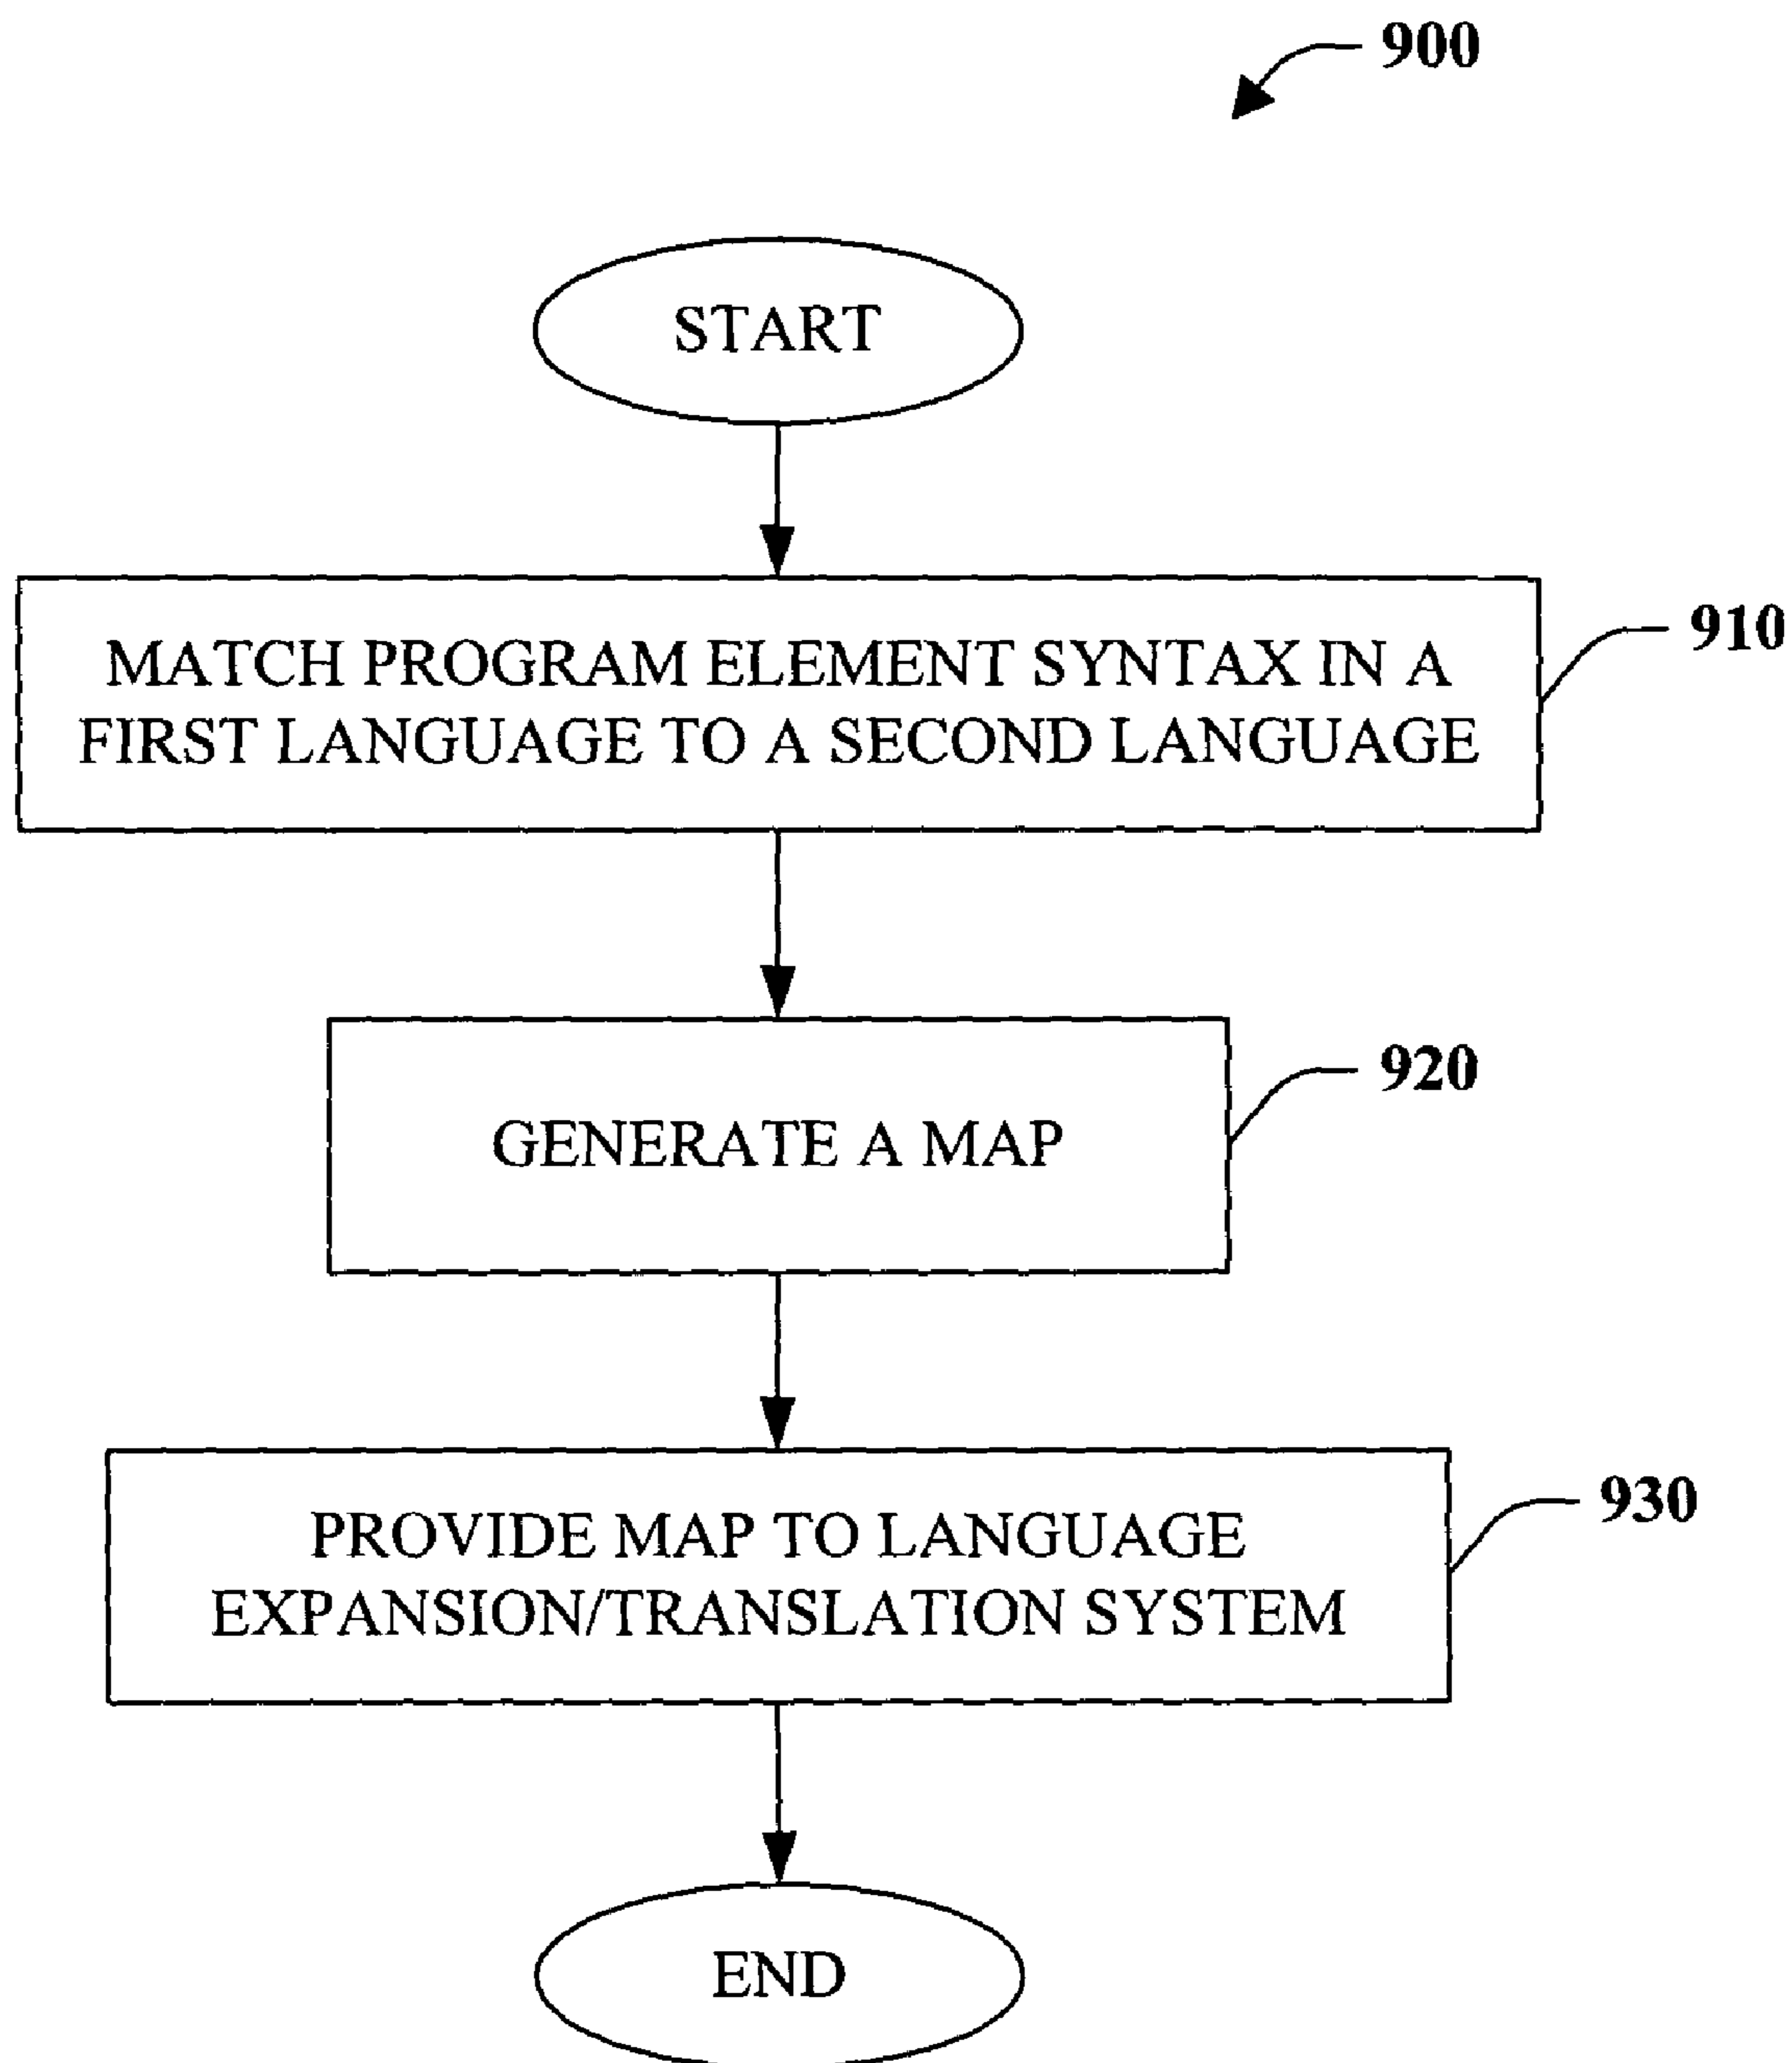 900
START
MATCH PROGRAM ELEMENT SYNTAX IN A
FIRST LANGUAGE TO A SECOND LANGUAGE
910
GENERATE A MAP
920
PROVIDE MAP TO LANGUAGE
EXPANSION/TRANSLATION SYSTEM
930
END